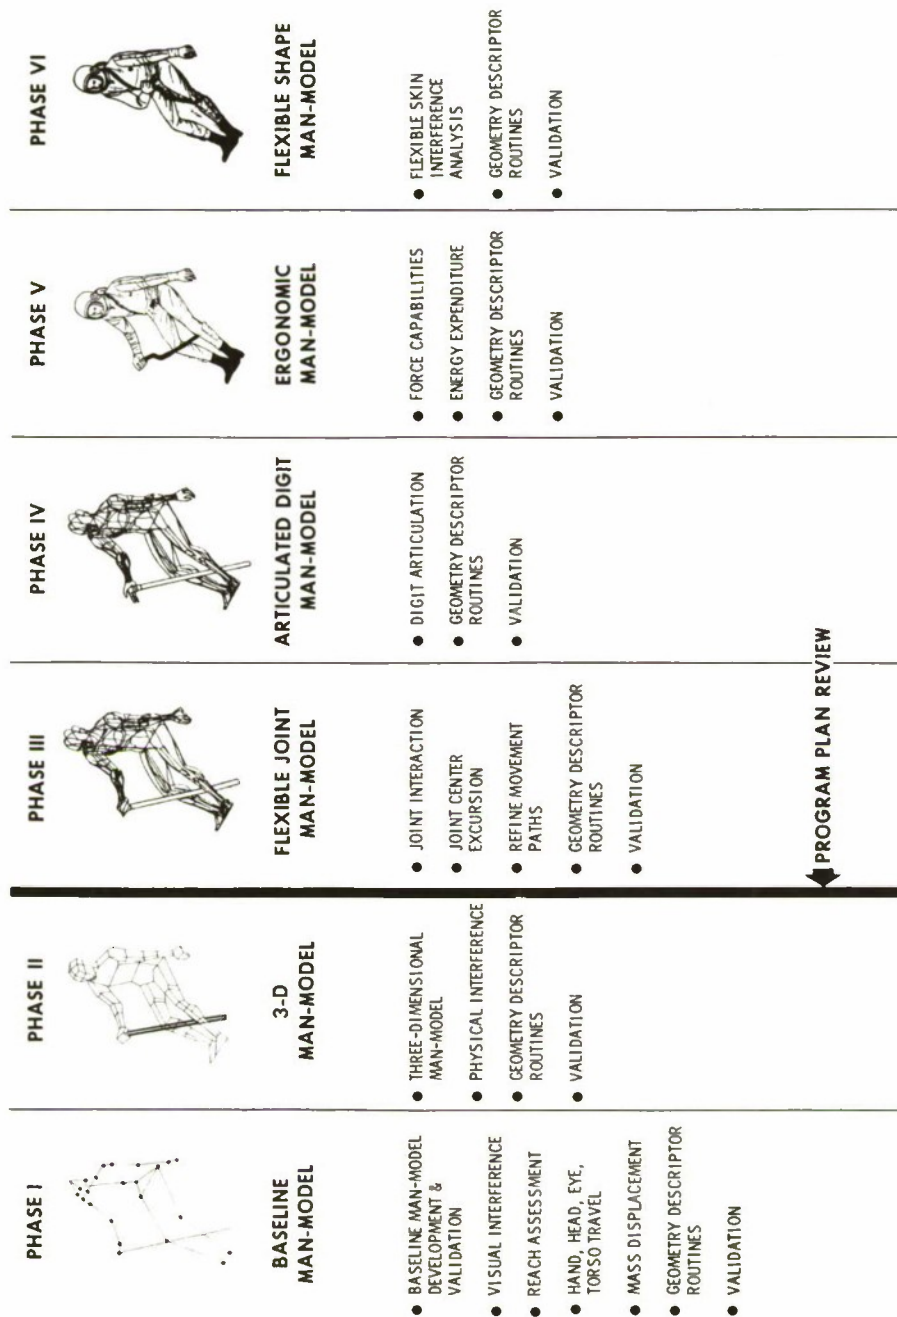 PHASE I
BASELINE
MAN-MODEL
● BASELINE MAN-MODEL
DEVELOPMENT &
VALIDATION
● VISUAL INTERFERENCE
● REACH ASSESSMENT
● HAND, HEAD, EYE,
TORSO TRAVEL
● MASS DISPLACEMENT
● GEOMETRY DESCRIPTOR
ROUTINES
● VALIDATION
PHASE II
3-D
MAN-MODEL
● THREE-DIMENSIONAL
MAN-MODEL
● PHYSICAL INTERFERENCE
● GEOMETRY DESCRIPTOR
ROUTINES
● VALIDATION
PHASE III
FLEXIBLE JOINT
MAN-MODEL
● JOINT INTERACTION
● JOINT CENTER
EXCURSION
● REFINE MOVEMENT
PATHS
● GEOMETRY DESCRIPTOR
ROUTINES
● VALIDATION
PROGRAM PLAN REVIEW
PHASE IV
ARTICULATED DIGIT
MAN-MODEL
● DIGIT ARTICULATION
● GEOMETRY DESCRIPTOR
ROUTINES
● VALIDATION
PHASE V
ERGONOMIC
MAN-MODEL
● FORCE CAPABILITIES
● ENERGY EXPENDITURE
● GEOMETRY DESCRIPTOR
ROUTINES
● VALIDATION
PHASE VI
FLEXIBLE SHAPE
MAN-MODEL
● FLEXIBLE SKIN
INTERFERENCE
ANALYSIS
● GEOMETRY DESCRIPTOR
ROUTINES
● VALIDATION